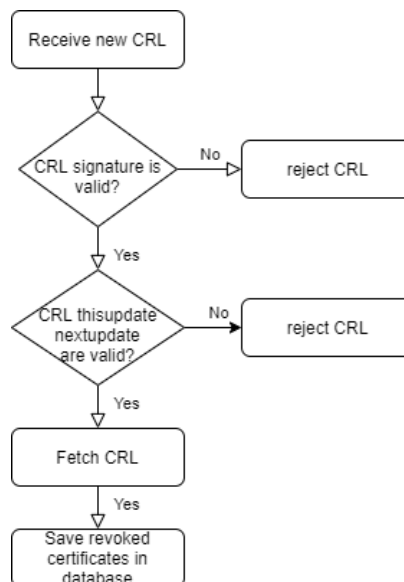 Receive new CRL
CRL signature is
valid?
No
reject CRL
Yes
CRL thisupdate
nextupdate
are valid?
No
reject CRL
Yes
Fetch CRL
Yes
Save revoked
certificates in
database